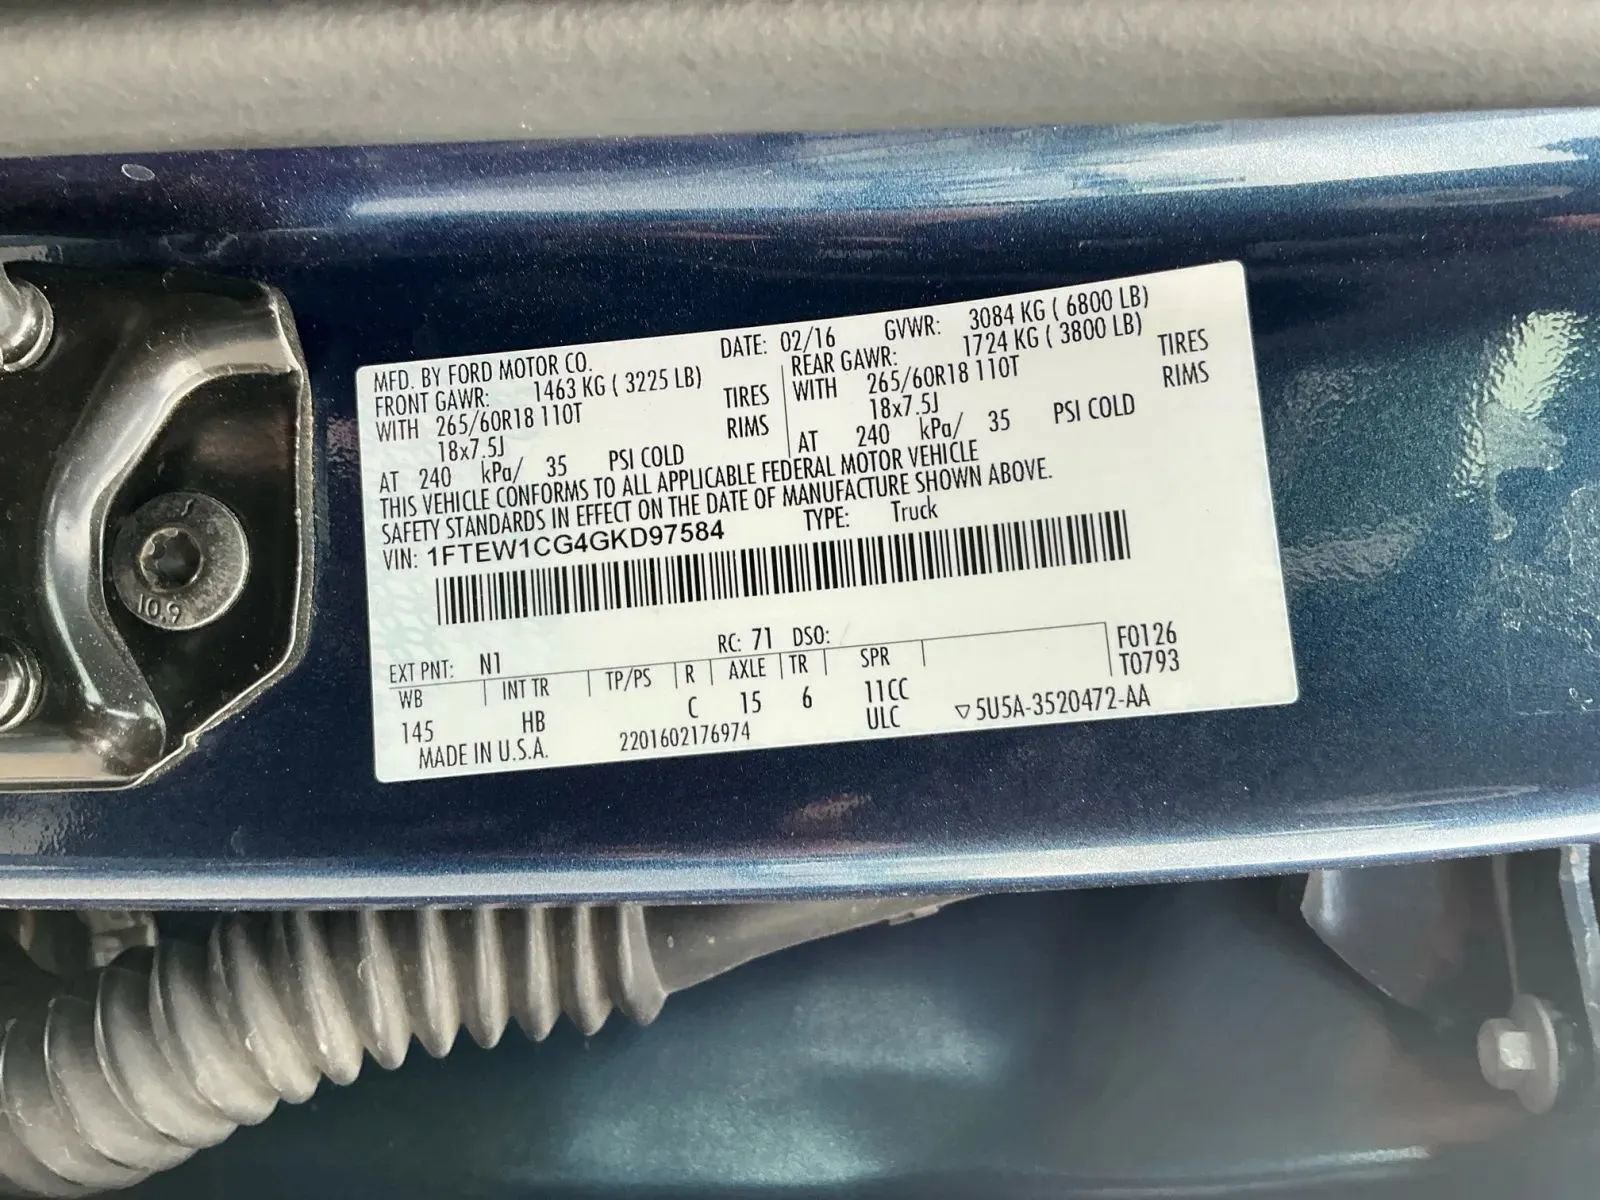 MFD. BY FORD MOTOR CO. DATE: 02/16 GVWR: 3084 KG ( 6800 LB)
FRONT GAWR: 1463 KG ( 3225 LB) REAR GAWR: 1724 KG ( 3800 LB)
WITH 265/60R18 110T TIRES WITH 265/60R18 110T TIRES
18x7.5J RIMS 18x7.5J RIMS
AT 240 kPa/ 35 PSI COLD AT 240 kPa/ 35 PSI COLD
THIS VEHICLE CONFORMS TO ALL APPLICABLE FEDERAL MOTOR VEHICLE
SAFETY STANDARDS IN EFFECT ON THE DATE OF MANUFACTURE SHOWN ABOVE.
VIN: 1FTEW1CG4GKD97584 TYPE: Truck
RC: 71 DSO: F0126
EXT PNT: N1 T0793
WB INT TR TP/PS R AXLE TR SPR
145 HB C 15 6 11CC
ULC
MADE IN U.S.A. 2201602176974 ▽5U5A-3520472-AA
10.9